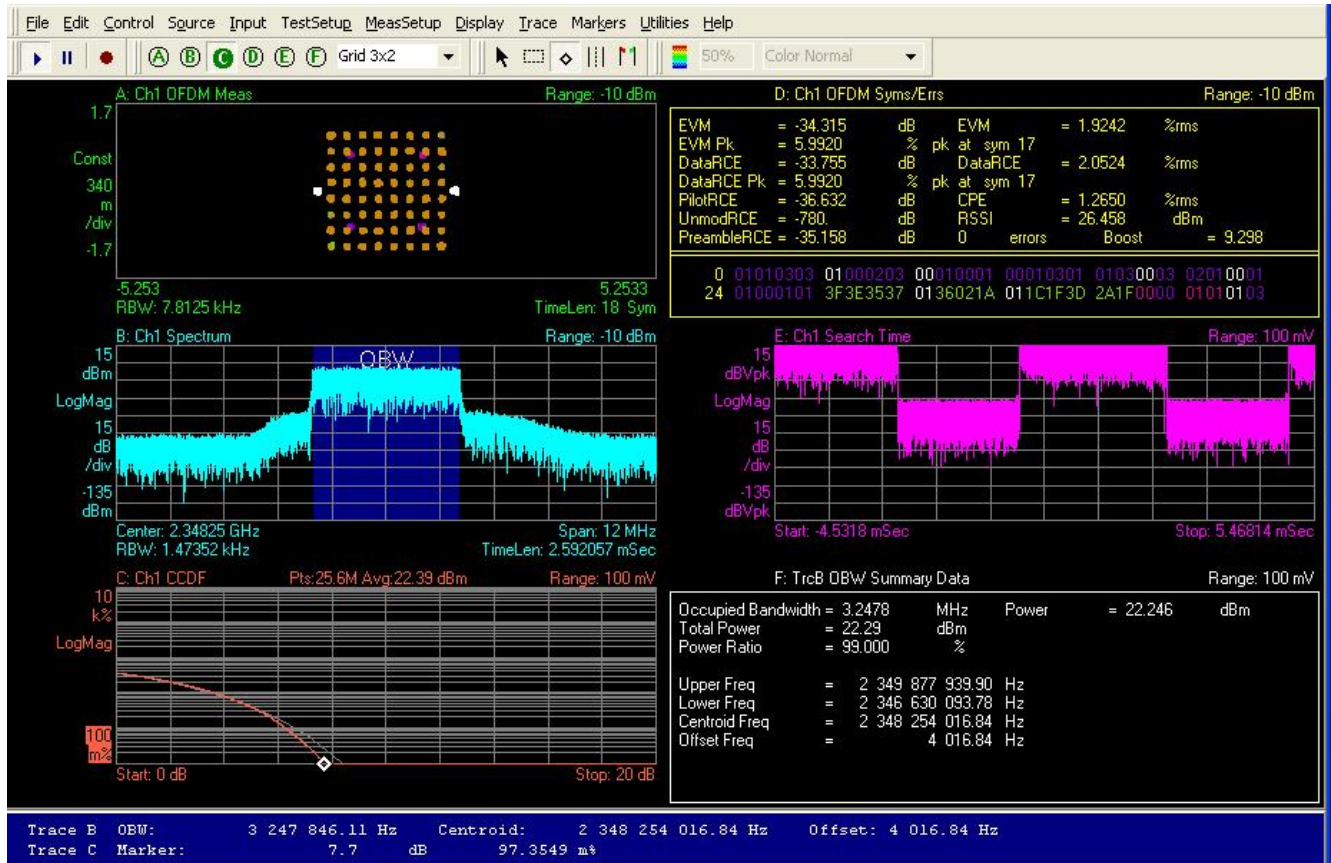 File Edit Control Source Input TestSetup MeasSetup Display Trace Markers Utilities Help
A B C D E F Grid 3x2 50% Color Normal
A: Ch1 OFDM Meas Range: -10 dBm
1.7
Const
340
m
/div
-1.7
-5.253 5.2533
RBW: 7.8125 kHz TimeLen: 18 Sym
D: Ch1 OFDM Syms/Errs Range: -10 dBm
EVM = -34.315 dB EVM = 1.9242 %rms
EVM Pk = 5.9920 % pk at sym 17
DataRCE = -33.755 dB DataRCE = 2.0524 %rms
DataRCE Pk = 5.9920 % pk at sym 17
PilotRCE = -36.632 dB CPE = 1.2650 %rms
UnmodRCE = -780. dB RSSI = 26.458 dBm
PreambleRCE = -35.158 dB 0 errors Boost = 9.298
0 01010303 01000203 00010001 00010301 01030003 02010001
24 01000101 3F3E3537 0136021A 011C1F3D 2A1F0000 01010103
B: Ch1 Spectrum Range: -10 dBm
15
dBm
LogMag
15
dB
/div
-135
dBm
OBW
Center: 2.34825 GHz Span: 12 MHz
RBW: 1.47352 kHz TimeLen: 2.592057 mSec
E: Ch1 Search Time Range: 100 mV
15
dBVpk
LogMag
15
dB
/div
-135
dBVpk
Start: -4.5318 mSec Stop: 5.46814 mSec
C: Ch1 CCDF Pts:25.6M Avg:22.39 dBm Range: 100 mV
10
k%
LogMag
100
m%
Start: 0 dB Stop: 20 dB
F: TrcB OBW Summary Data Range: 100 mV
Occupied Bandwidth = 3.2478 MHz Power = 22.246 dBm
Total Power = 22.29 dBm
Power Ratio = 99.000 %
Upper Freq = 2 349 877 939.90 Hz
Lower Freq = 2 346 630 093.78 Hz
Centroid Freq = 2 348 254 016.84 Hz
Offset Freq = 4 016.84 Hz
Trace B OBW: 3 247 846.11 Hz Centroid: 2 348 254 016.84 Hz Offset: 4 016.84 Hz
Trace C Marker: 7.7 dB 97.3549 m%